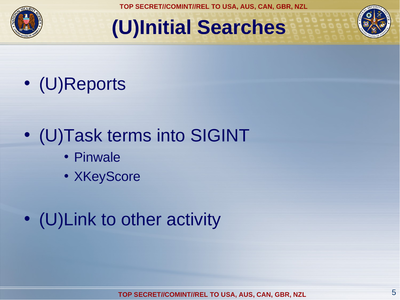 TOP SECRET//COMINT//REL TO USA, AUS, CAN, GBR, NZL
(U)Initial Searches
• (U)Reports
• (U)Task terms into SIGINT
• Pinwale
• XKeyScore
• (U)Link to other activity
TOP SECRET//COMINT//REL TO USA, AUS, CAN, GBR, NZL
5